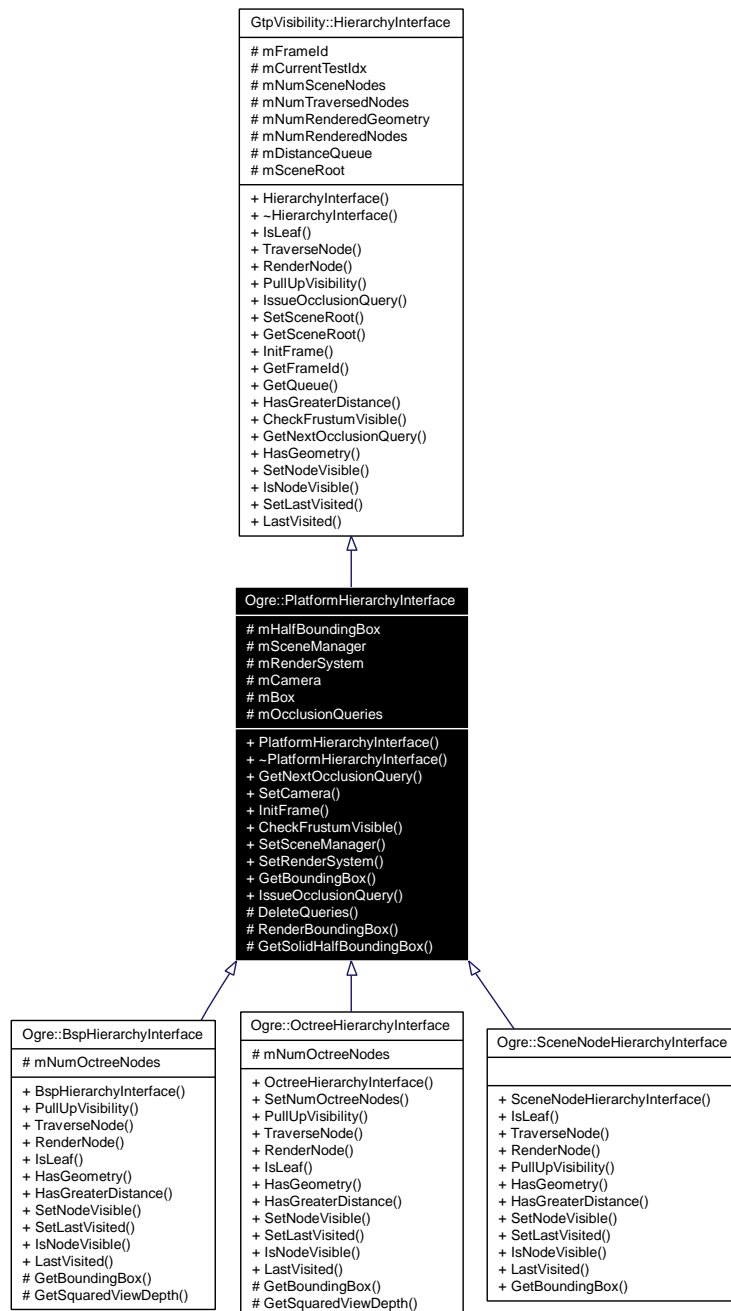 GtpVisibility::HierarchyInterface
# mFrameId
# mCurrentTestIdx
# mNumSceneNodes
# mNumTraversedNodes
# mNumRenderedGeometry
# mNumRenderedNodes
# mDistanceQueue
# mSceneRoot
+ HierarchyInterface()
+ ~HierarchyInterface()
+ IsLeaf()
+ TraverseNode()
+ RenderNode()
+ PullUpVisibility()
+ IssueOcclusionQuery()
+ SetSceneRoot()
+ GetSceneRoot()
+ InitFrame()
+ GetFrameId()
+ GetQueue()
+ HasGreaterDistance()
+ CheckFrustumVisible()
+ GetNextOcclusionQuery()
+ HasGeometry()
+ SetNodeVisible()
+ IsNodeVisible()
+ SetLastVisited()
+ LastVisited()
Ogre::PlatformHierarchyInterface
# mHalfBoundingBox
# mSceneManager
# mRenderSystem
# mCamera
# mBox
# mOcclusionQueries
+ PlatformHierarchyInterface()
+ ~PlatformHierarchyInterface()
+ GetNextOcclusionQuery()
+ SetCamera()
+ InitFrame()
+ CheckFrustumVisible()
+ SetSceneManager()
+ SetRenderSystem()
+ GetBoundingBox()
+ IssueOcclusionQuery()
# DeleteQueries()
# RenderBoundingBox()
# GetSolidHalfBoundingBox()
Ogre::BspHierarchyInterface
# mNumOctreeNodes
+ BspHierarchyInterface()
+ PullUpVisibility()
+ TraverseNode()
+ RenderNode()
+ IsLeaf()
+ HasGeometry()
+ HasGreaterDistance()
+ SetNodeVisible()
+ SetLastVisited()
+ IsNodeVisible()
+ LastVisited()
# GetBoundingBox()
# GetSquaredViewDepth()
Ogre::OctreeHierarchyInterface
# mNumOctreeNodes
+ OctreeHierarchyInterface()
+ SetNumOctreeNodes()
+ PullUpVisibility()
+ TraverseNode()
+ RenderNode()
+ IsLeaf()
+ HasGeometry()
+ HasGreaterDistance()
+ SetNodeVisible()
+ SetLastVisited()
+ IsNodeVisible()
+ LastVisited()
# GetBoundingBox()
# GetSquaredViewDepth()
Ogre::SceneNodeHierarchyInterface
+ SceneNodeHierarchyInterface()
+ IsLeaf()
+ TraverseNode()
+ RenderNode()
+ PullUpVisibility()
+ HasGeometry()
+ HasGreaterDistance()
+ SetNodeVisible()
+ SetLastVisited()
+ IsNodeVisible()
+ LastVisited()
+ GetBoundingBox()